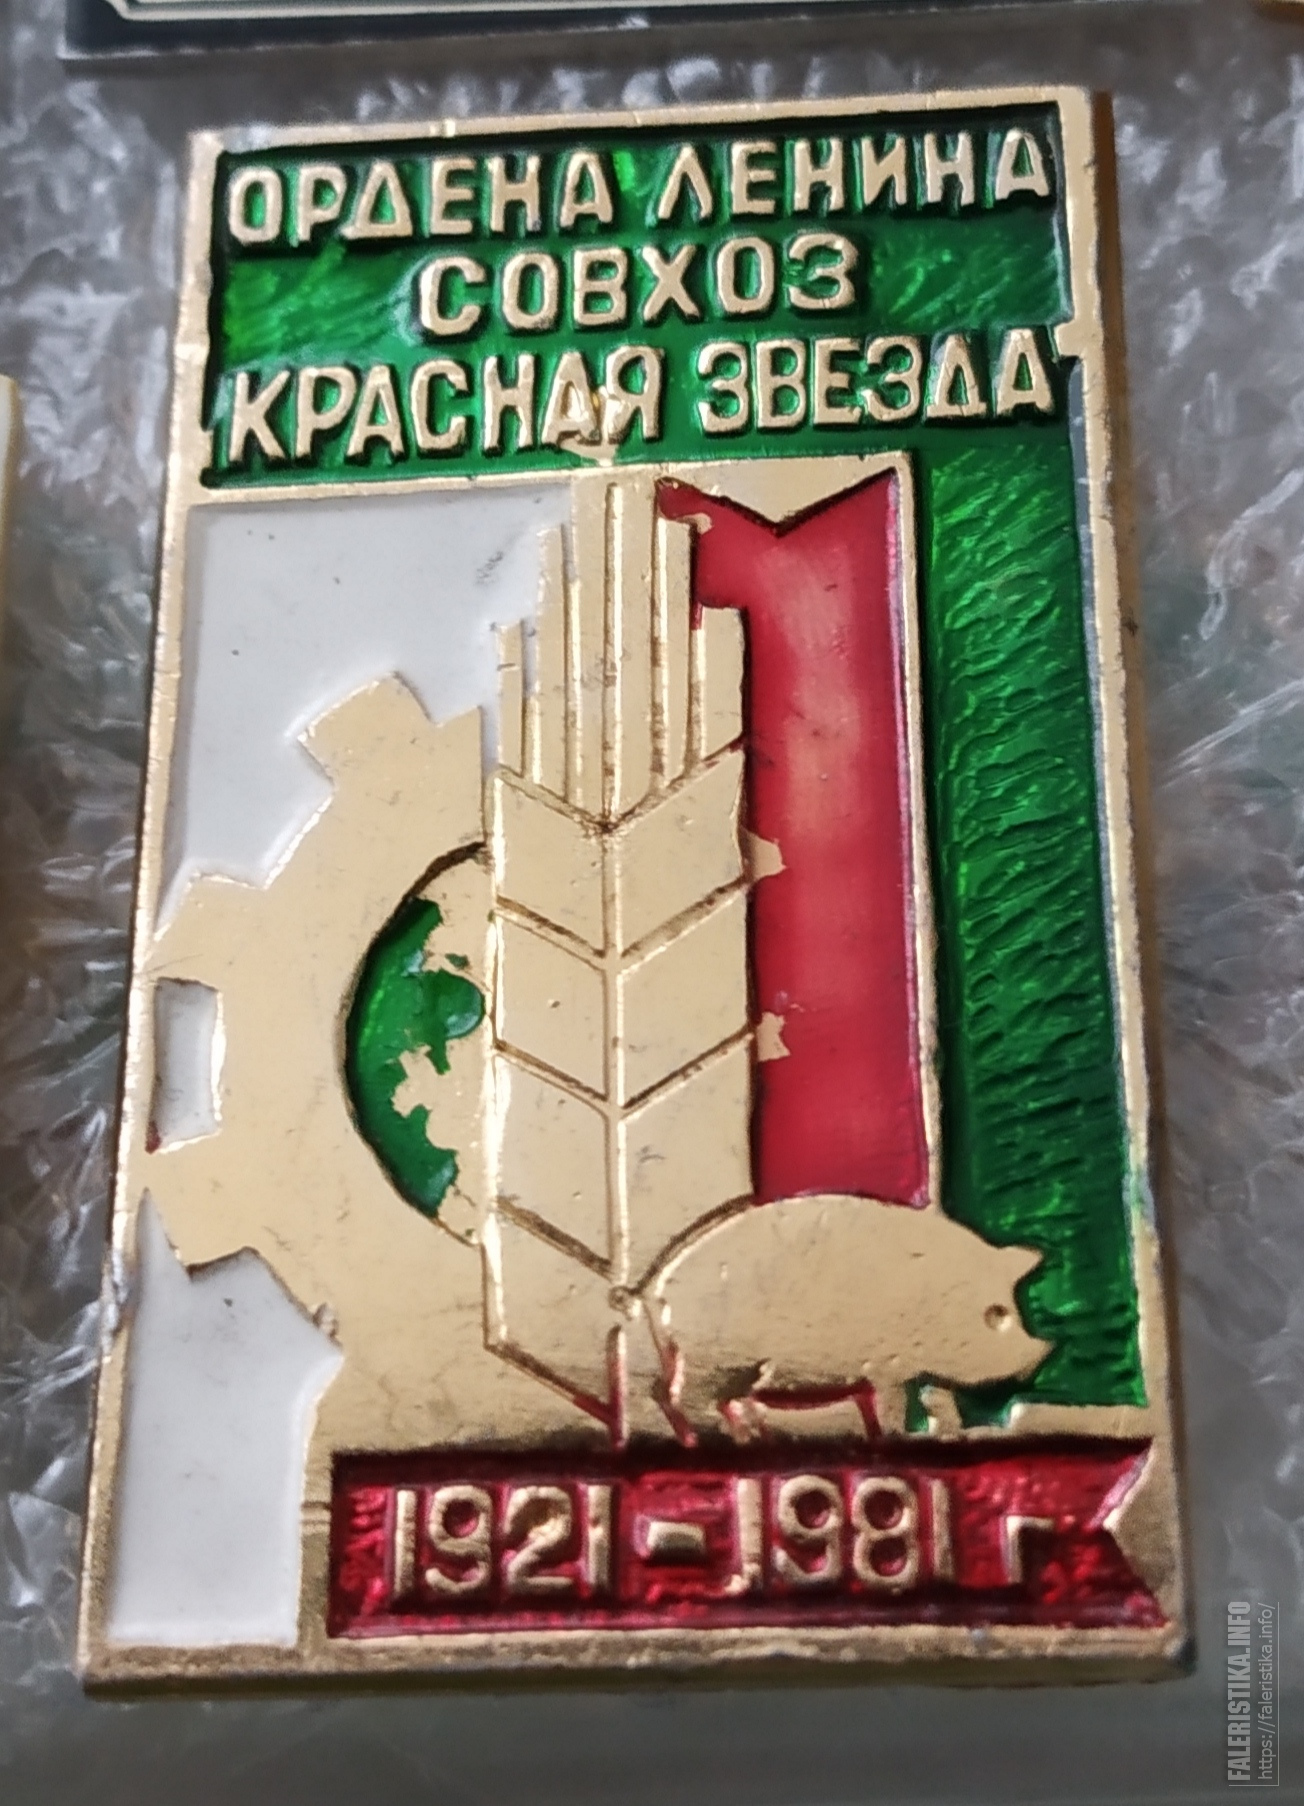 ОРДЕНА ЛЕНИНА
СОВХОЗ
КРАСНАЯ ЗВЕЗДА
1921-1981 г
FALERISTIKA.INFO
https://faleristika.info/